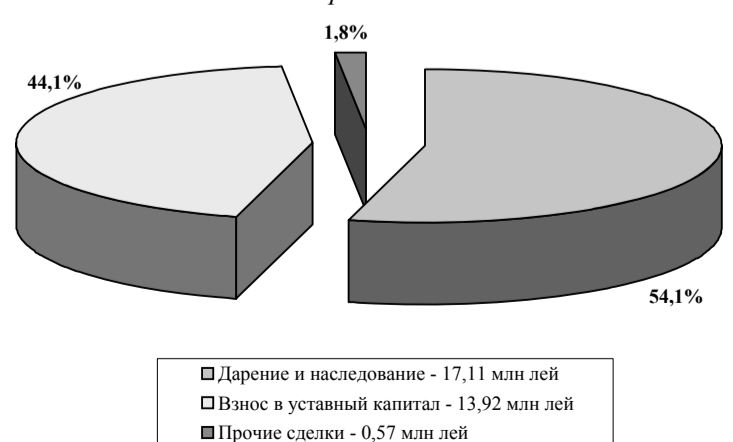 1,8%
44,1%
54,1%
Дарение и наследование - 17,11 млн лей
Взнос в уставный капитал - 13,92 млн лей
Прочие сделки - 0,57 млн лей